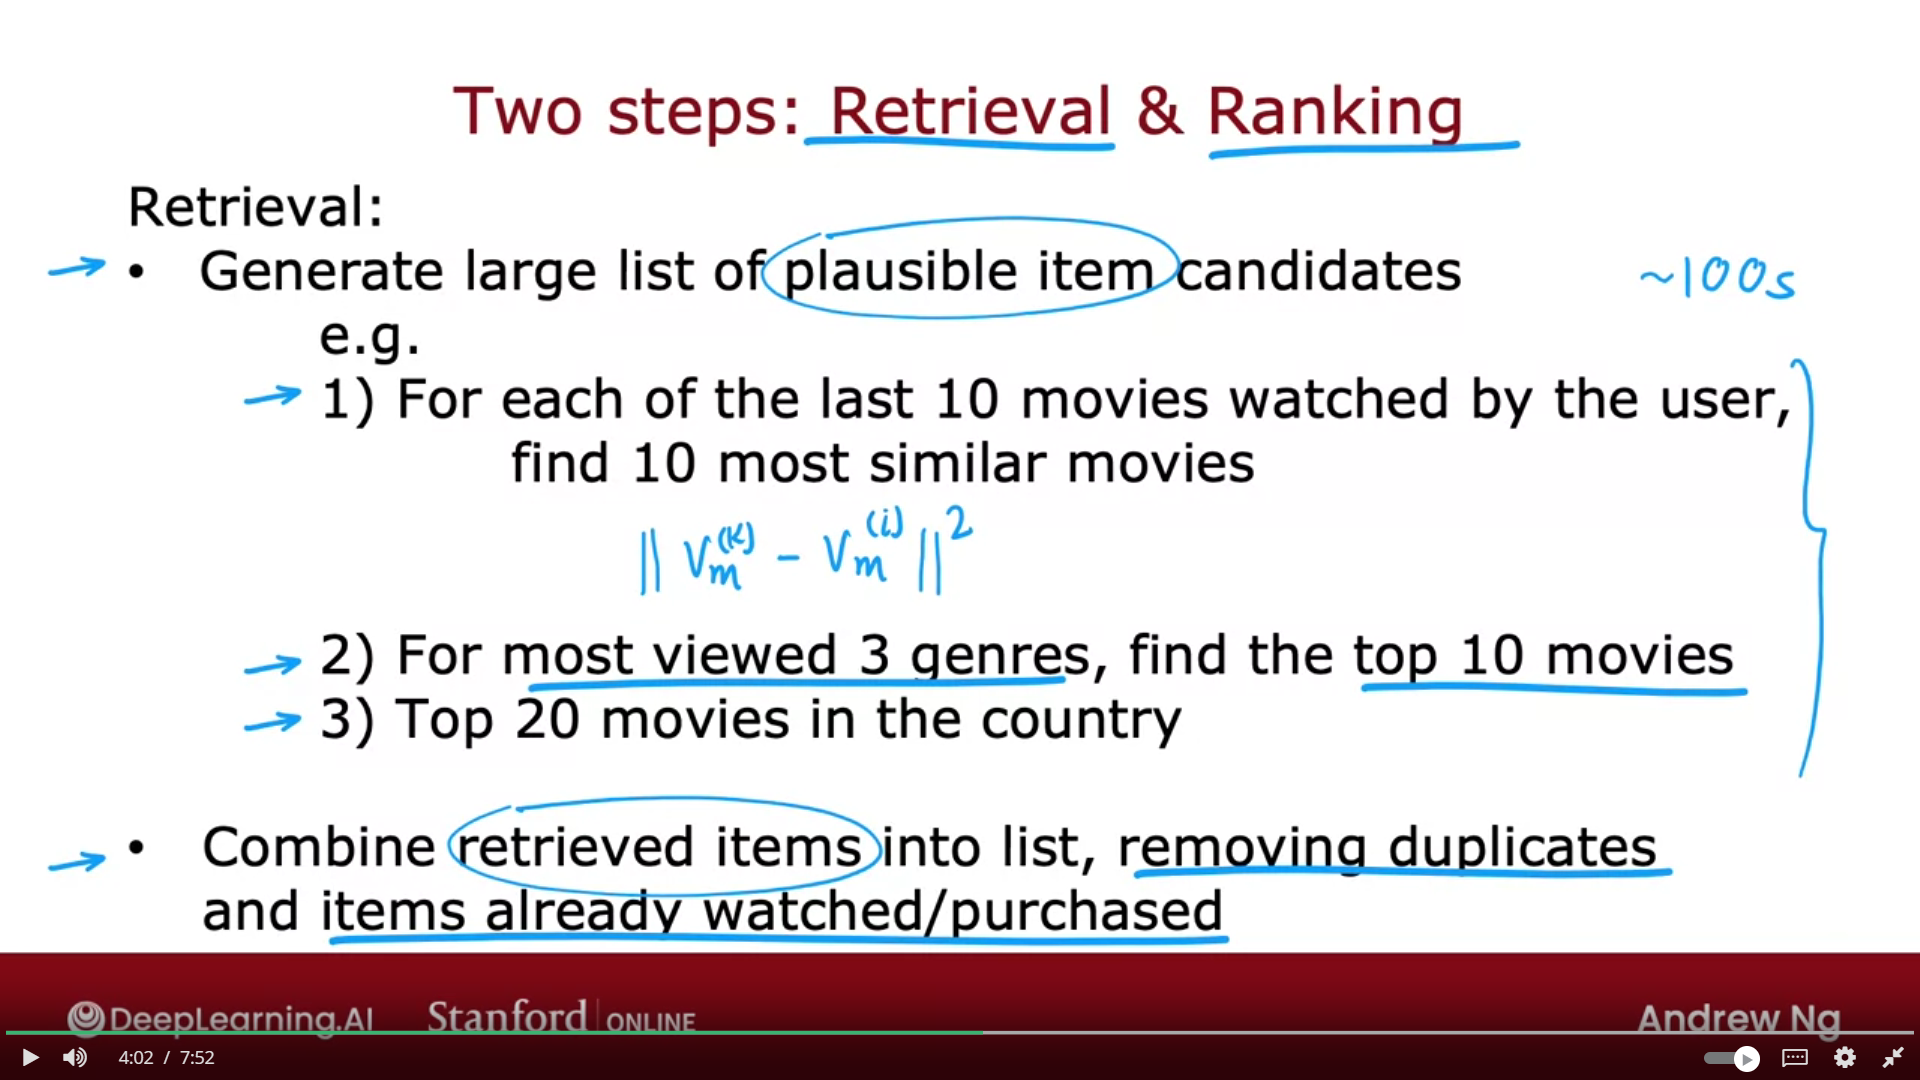 Two steps: Retrieval & Ranking
Retrieval:
• Generate large list of plausible item candidates ~100s
e.g.
1) For each of the last 10 movies watched by the user,
find 10 most similar movies
|| v_m^(k) - v_m^(i) ||^2
2) For most viewed 3 genres, find the top 10 movies
3) Top 20 movies in the country
• Combine retrieved items into list, removing duplicates
and items already watched/purchased
DeepLearning.AI Stanford | ONLINE Andrew Ng
4:02 / 7:52